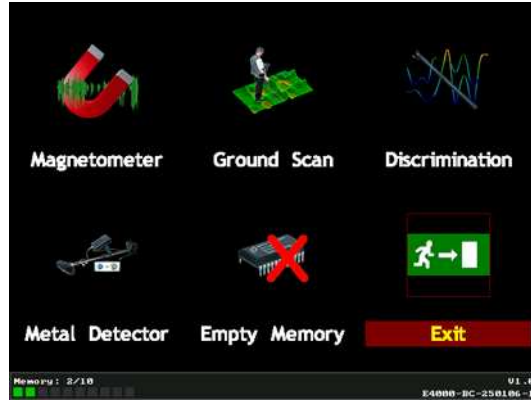 Magnetometer Ground Scan Discrimination
Metal Detector Empty Memory Exit
Memory: 2/10